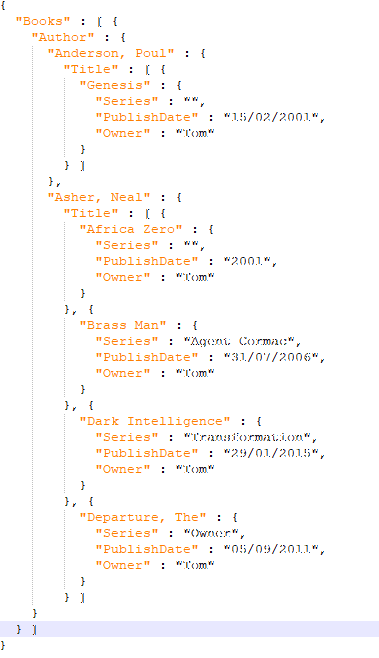 {
  "Books" : [ {
    "Author" : {
      "Anderson, Poul" : {
        "Title" : [ {
          "Genesis" : {
            "Series" : "",
            "PublishDate" : "15/02/2001",
            "Owner" : "Tom"
          }
        } ]
      },
      "Asher, Neal" : {
        "Title" : [ {
          "Africa Zero" : {
            "Series" : "",
            "PublishDate" : "2001",
            "Owner" : "Tom"
          }
        }, {
          "Brass Man" : {
            "Series" : "Agent Cormac",
            "PublishDate" : "31/07/2006",
            "Owner" : "Tom"
          }
        }, {
          "Dark Intelligence" : {
            "Series" : "Transformation",
            "PublishDate" : "29/01/2015",
            "Owner" : "Tom"
          }
        }, {
          "Departure, The" : {
            "Series" : "Owner",
            "PublishDate" : "05/09/2011",
            "Owner" : "Tom"
          }
        } ]
    }
  } ]
}